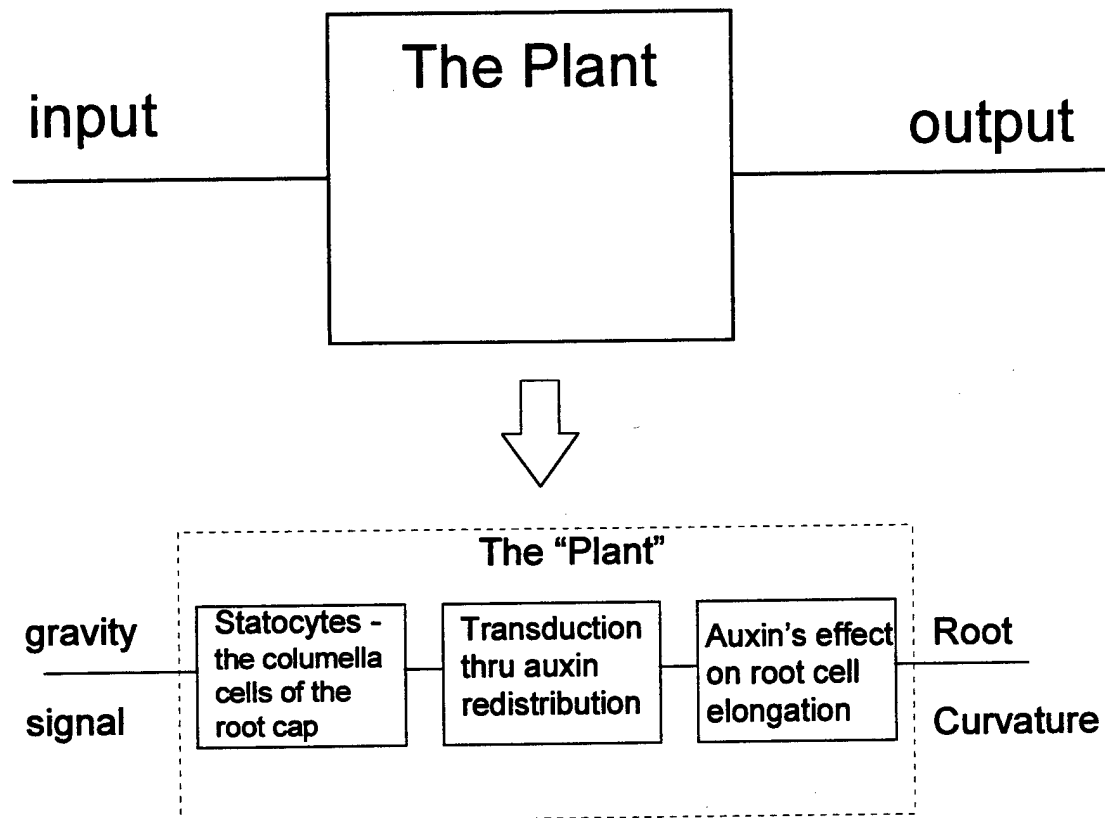 The Plant
input
output
The “Plant”
gravity
signal
Statocytes -
the columella
cells of the
root cap
Transduction
thru auxin
redistribution
Auxin's effect
on root cell
elongation
Root
Curvature